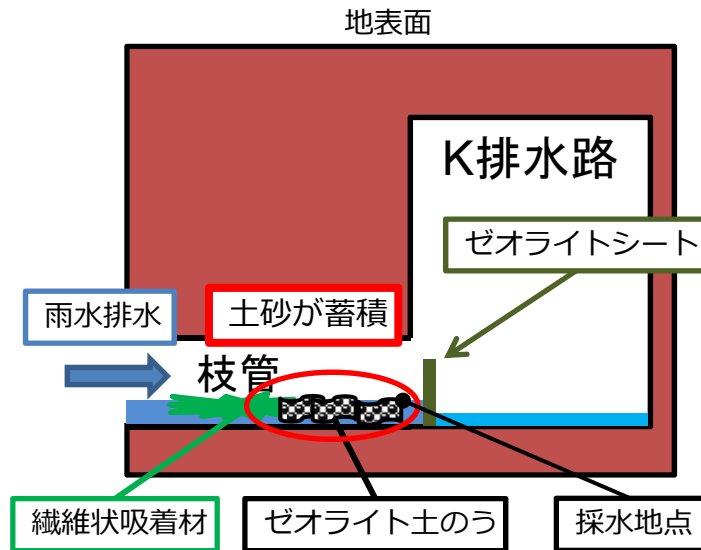 地表面
K排水路
ゼオライトシート
雨水排水
土砂が蓄積
枝管
繊維状吸着材
ゼオライト土のう
採水地点